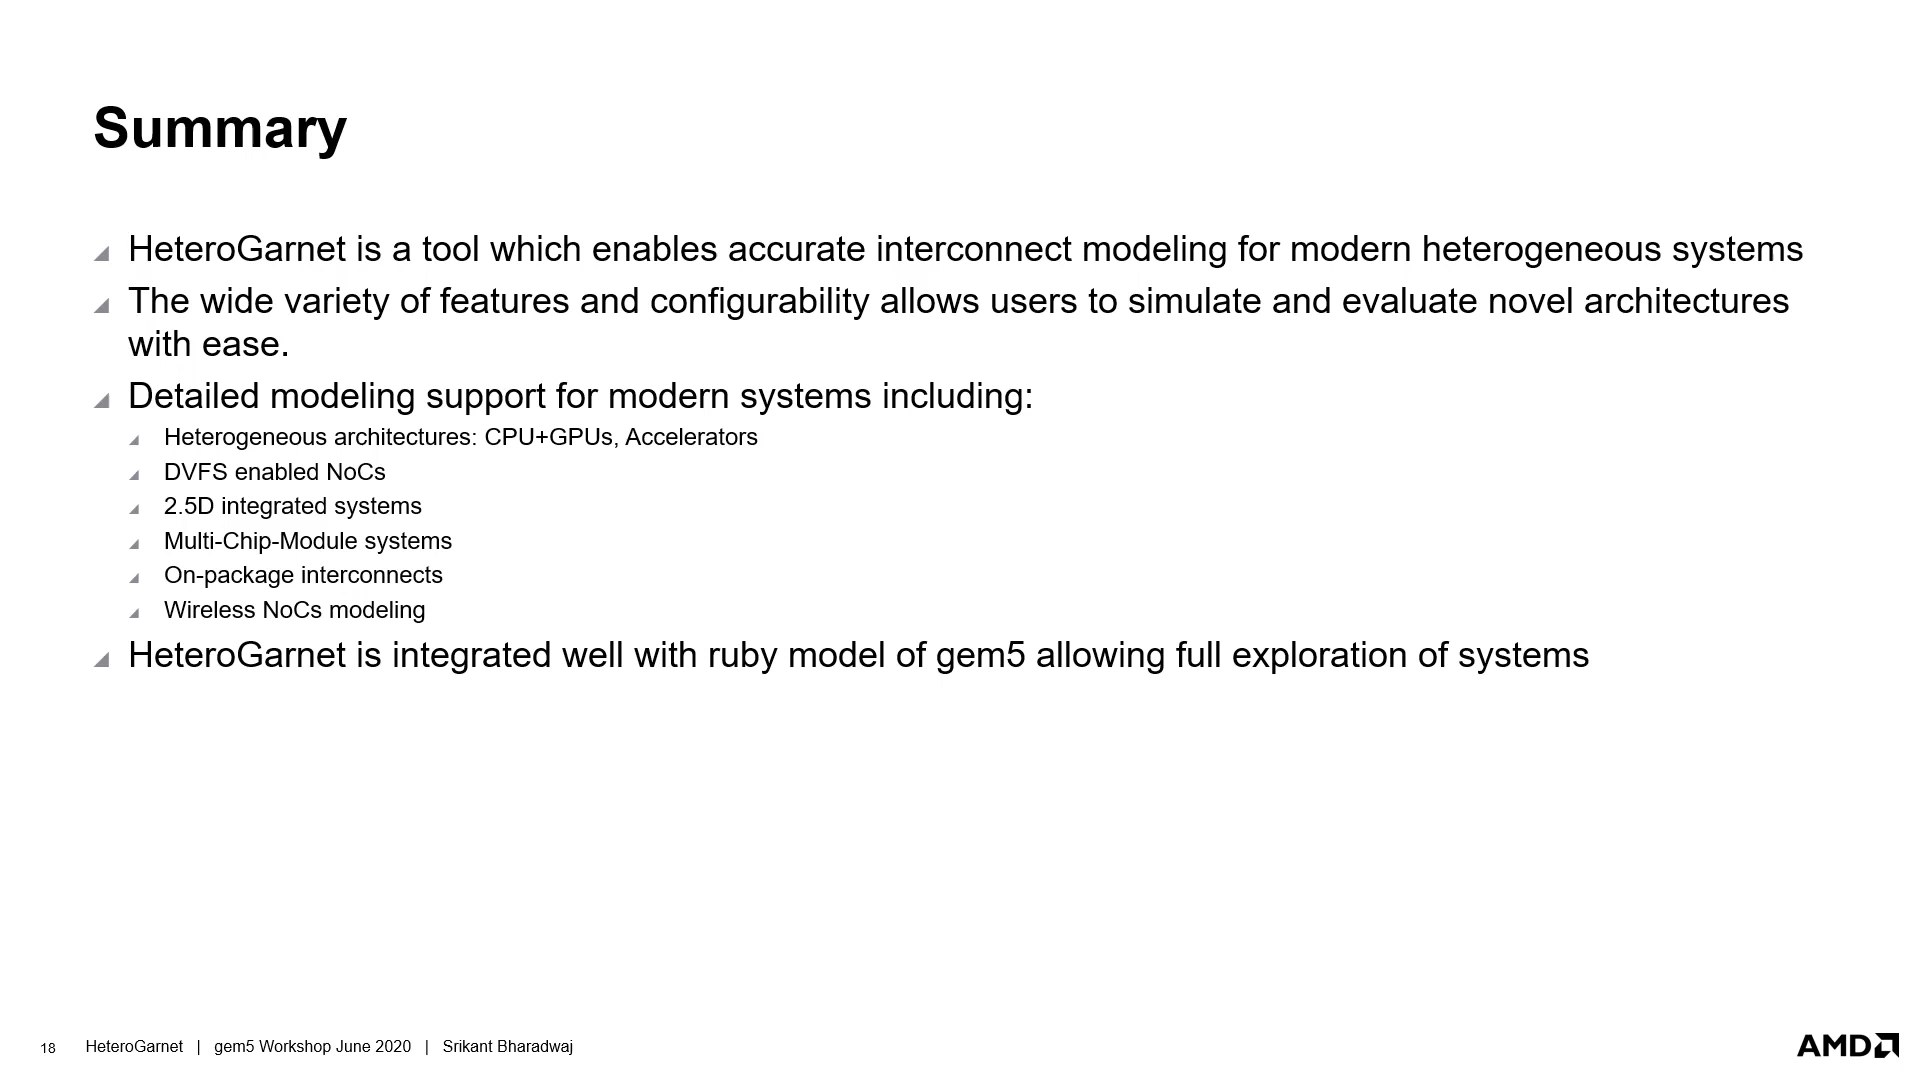 Summary
HeteroGarnet is a tool which enables accurate interconnect modeling for modern heterogeneous systems
The wide variety of features and configurability allows users to simulate and evaluate novel architectures
with ease.
Detailed modeling support for modern systems including:
Heterogeneous architectures: CPU+GPUs, Accelerators
DVFS enabled NoCs
2.5D integrated systems
Multi-Chip-Module systems
On-package interconnects
Wireless NoCs modeling
HeteroGarnet is integrated well with ruby model of gem5 allowing full exploration of systems
18 HeteroGarnet | gem5 Workshop June 2020 | Srikant Bharadwaj
AMD